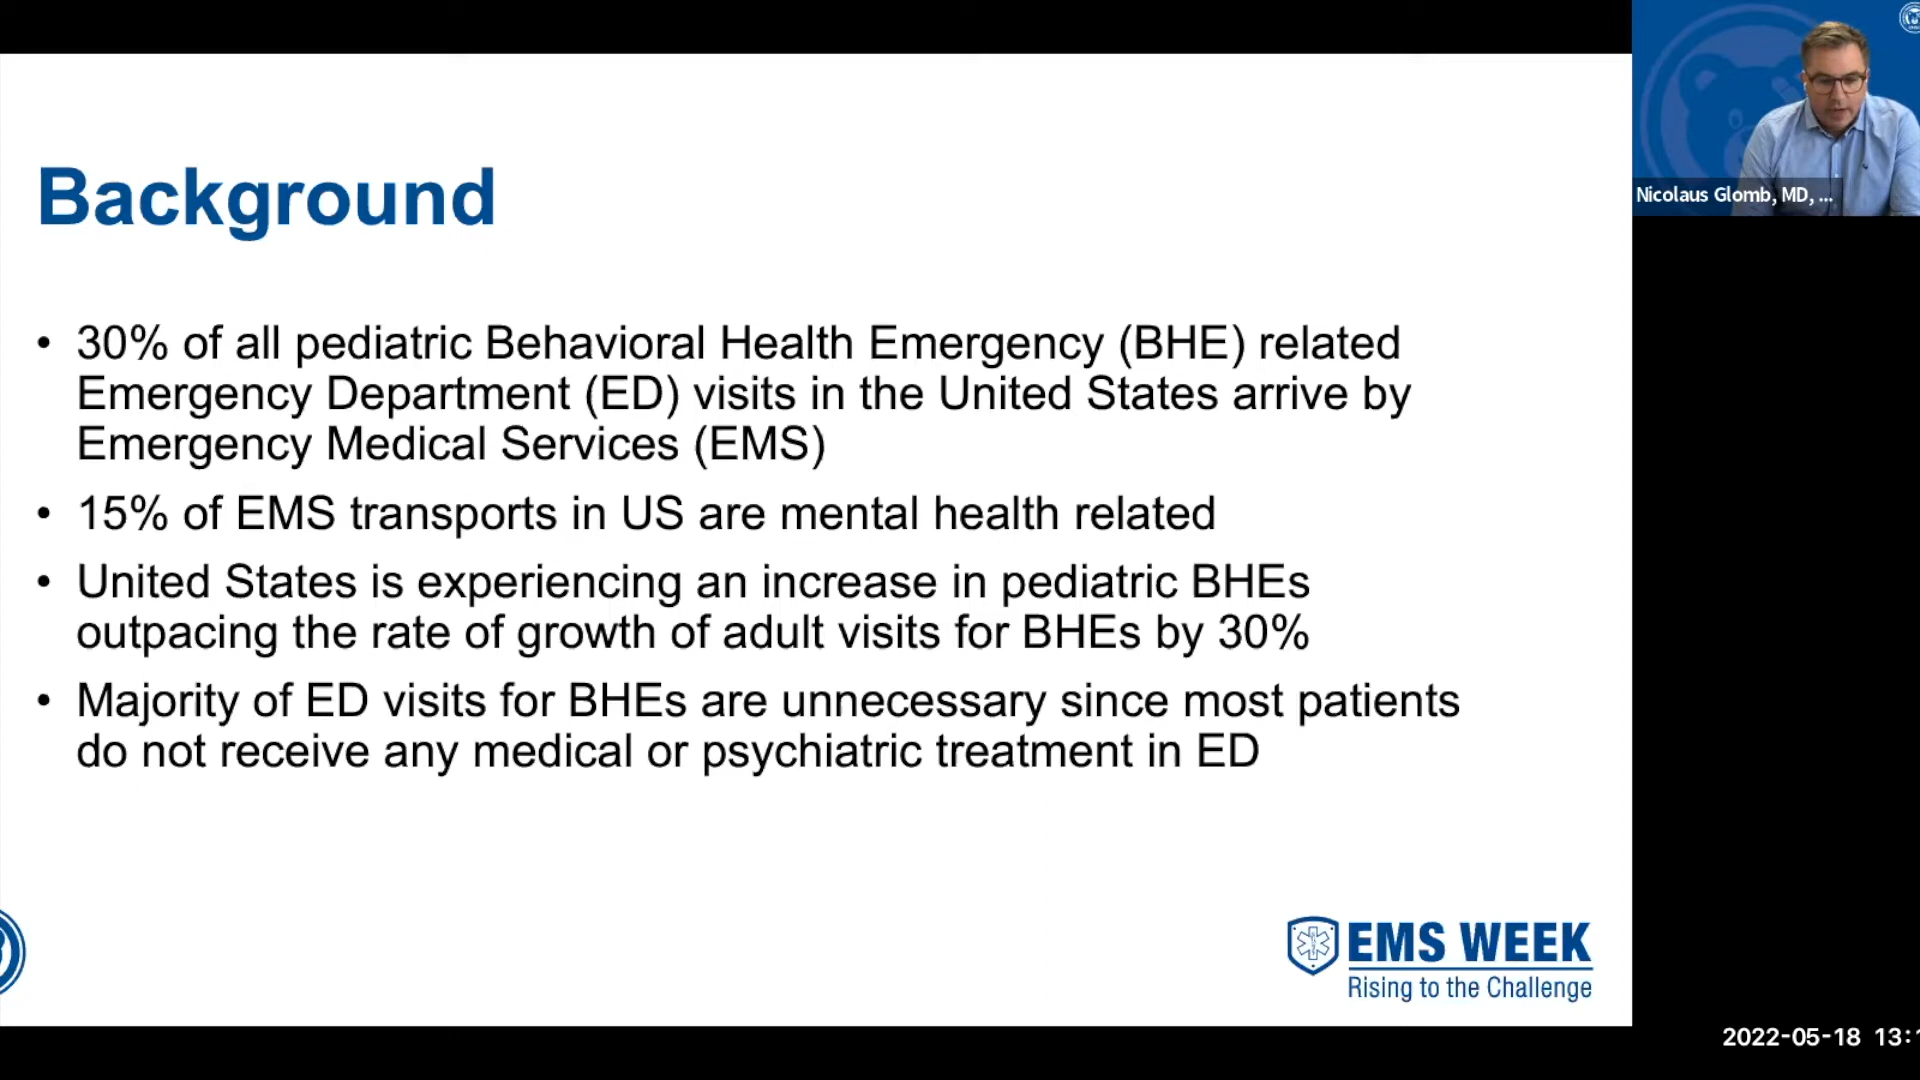 Background
• 30% of all pediatric Behavioral Health Emergency (BHE) related
Emergency Department (ED) visits in the United States arrive by
Emergency Medical Services (EMS)
• 15% of EMS transports in US are mental health related
• United States is experiencing an increase in pediatric BHEs
outpacing the rate of growth of adult visits for BHEs by 30%
• Majority of ED visits for BHEs are unnecessary since most patients
do not receive any medical or psychiatric treatment in ED
EMS WEEK
Rising to the Challenge
Nicolaus Glomb, MD, ...
2022-05-18 13: